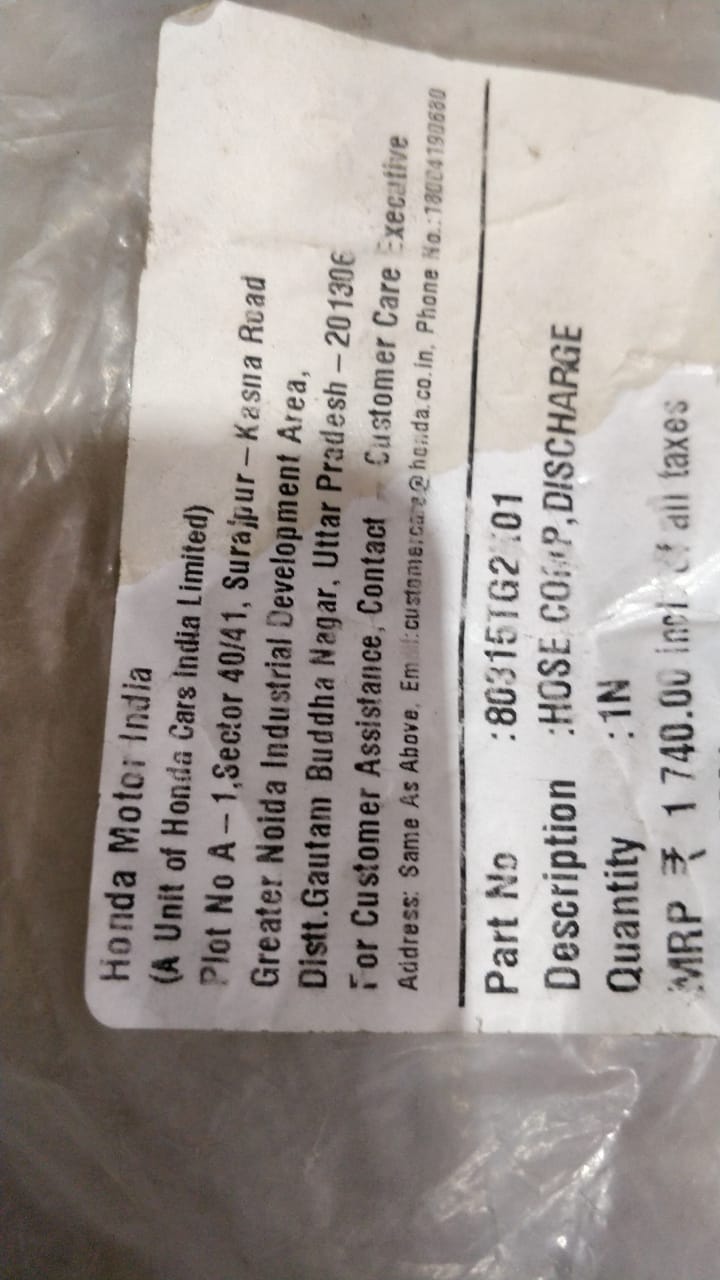 Honda Motor India
(A Unit of Honda Cars India Limited)
Plot No A-1,Sector 40/41, Surajpur-Kasna Road
Greater Noida Industrial Development Area,
Distt.Gautam Buddha Nagar, Uttar Pradesh-201306
For Customer Assistance, Contact Customer Care Executive
Address: Same As Above, Email:customercare@honda.co.in, Phone No.:
Part No :
Description :HOSE COMP,DISCHARGE
Quantity :1N
MRP ₹ 1 740.00 incl. of all taxes